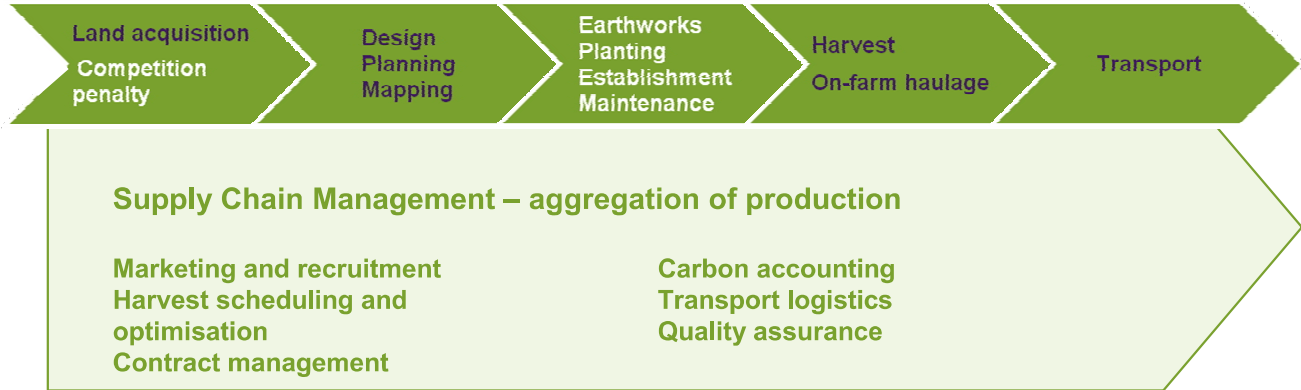 Land acquisition
Competition
penalty
Design
Planning
Mapping
Earthworks
Planting
Establishment
Maintenance
Harvest
On-farm haulage
Transport
Supply Chain Management – aggregation of production
Marketing and recruitment
Harvest scheduling and
optimisation
Contract management
Carbon accounting
Transport logistics
Quality assurance